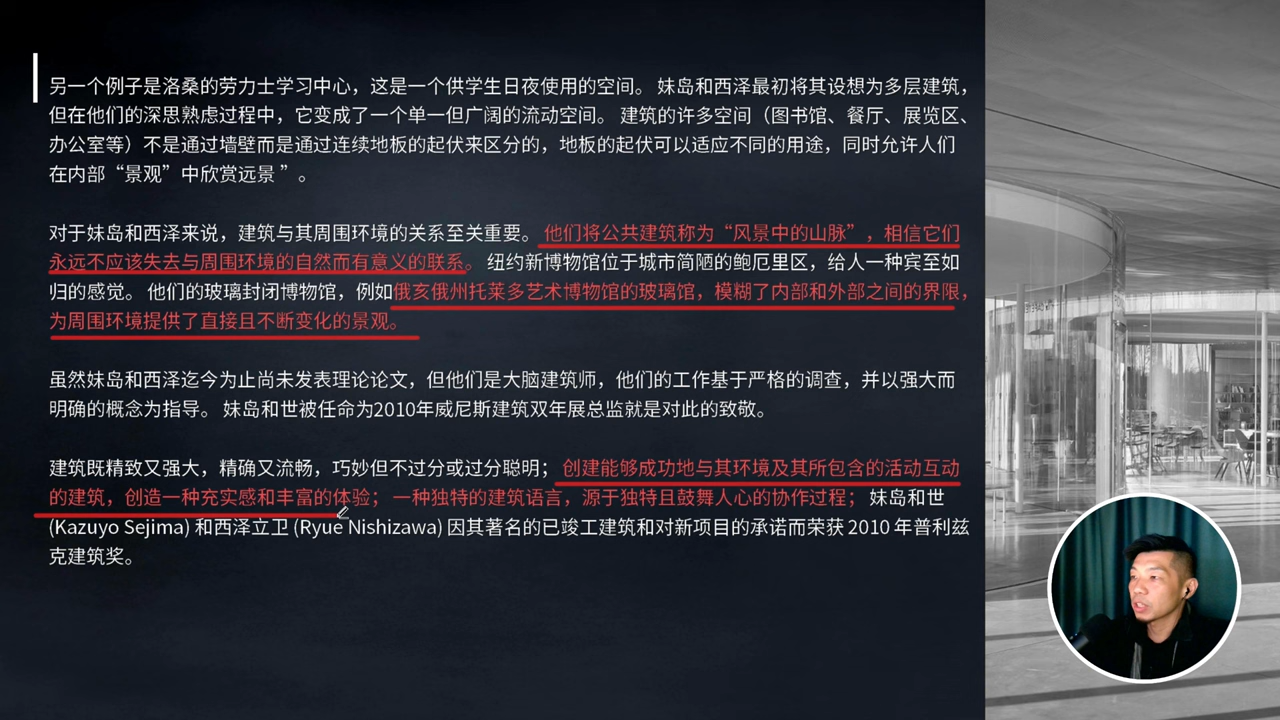 另一个例子是洛桑的劳力士学习中心，这是一个供学生日夜使用的空间。 妹岛和西泽最初将其设想为多层建筑，
但在他们的深思熟虑过程中，它变成了一个单一但广阔的流动空间。 建筑的许多空间（图书馆、餐厅、展览区、
办公室等）不是通过墙壁而是通过连续地板的起伏来区分的，地板的起伏可以适应不同的用途，同时允许人们
在内部“景观”中欣赏远景 ”。
对于妹岛和西泽来说，建筑与其周围环境的关系至关重要。 他们将公共建筑称为“风景中的山脉”，相信它们
永远不应该失去与周围环境的自然而有意义的联系。 纽约新博物馆位于城市简陋的鲍厄里区，给人一种宾至如
归的感觉。 他们的玻璃封闭博物馆，例如俄亥俄州托莱多艺术博物馆的玻璃馆，模糊了内部和外部之间的界限，
为周围环境提供了直接且不断变化的景观。
虽然妹岛和西泽迄今为止尚未发表理论论文，但他们是大脑建筑师，他们的工作基于严格的调查，并以强大而
明确的概念为指导。 妹岛和世被任命为2010年威尼斯建筑双年展总监就是对此的致敬。
建筑既精致又强大，精确又流畅，巧妙但不过分或过分聪明； 创建能够成功地与其环境及其所包含的活动互动
的建筑，创造一种充实感和丰富的体验； 一种独特的建筑语言，源于独特且鼓舞人心的协作过程； 妹岛和世
(Kazuyo Sejima) 和西泽立卫 (Ryue Nishizawa) 因其著名的已竣工建筑和对新项目的承诺而荣获 2010 年普利兹
克建筑奖。